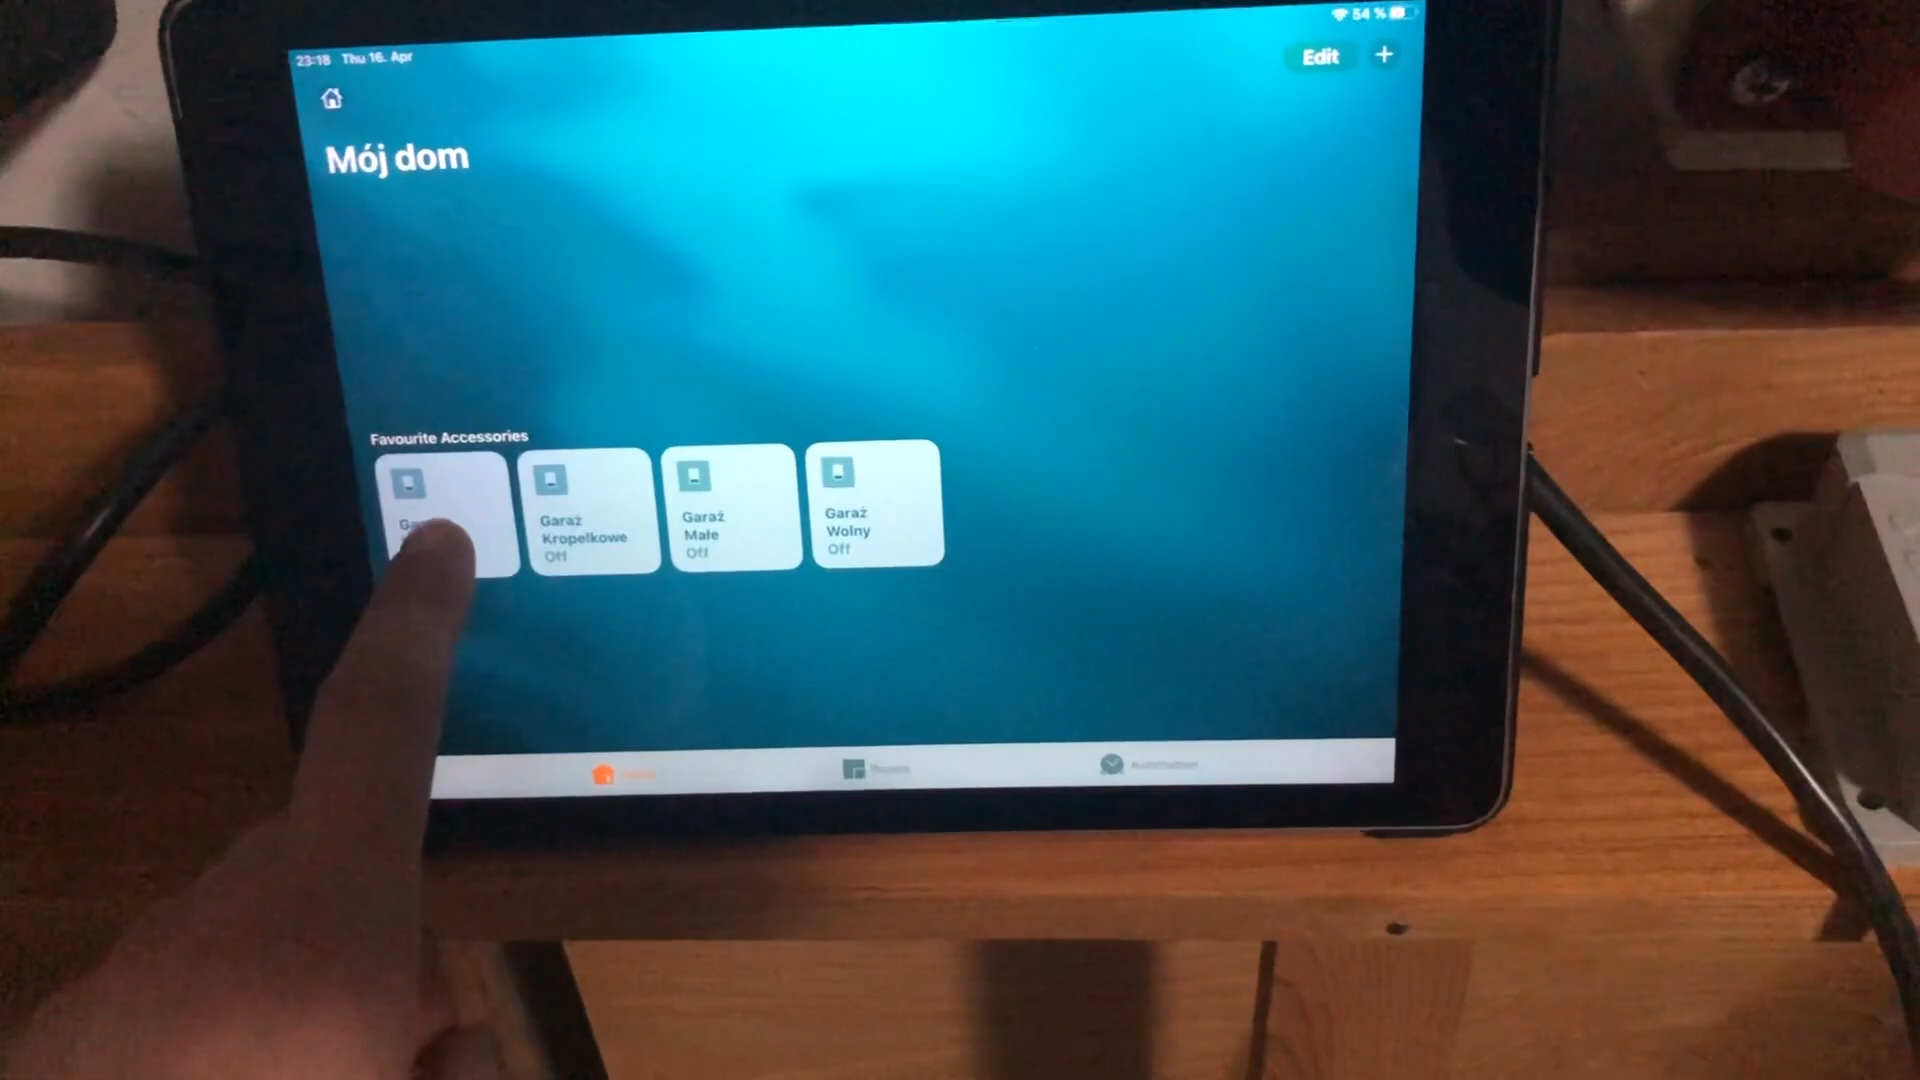 23:18 Thu 16. Apr
54 %
Edit +
Mój dom
Favourite Accessories
Garaż
Kropelkowe
Off
Garaż
Małe
Off
Garaż
Wolny
Off
Automation